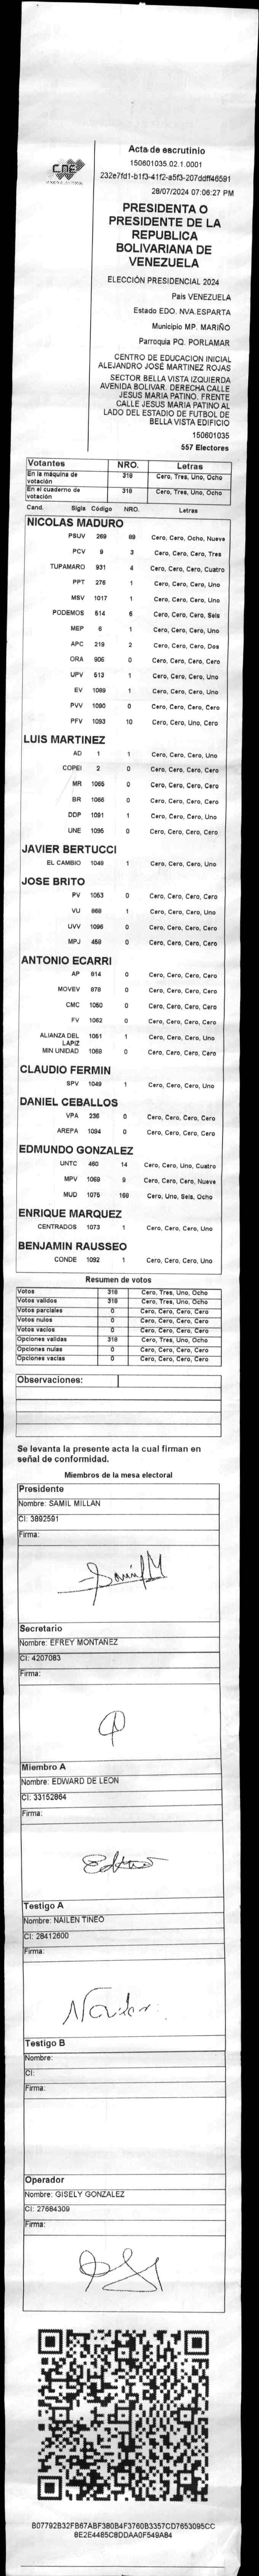 CNE
Acta de escrutinio
150601035.02.1.0001
232e7fd1-b1f3-41f2-a5f3-207ddff46591
28/07/2024 07:06:27 PM
PRESIDENTA O
PRESIDENTE DE LA
REPUBLICA
BOLIVARIANA DE
VENEZUELA
ELECCIÓN PRESIDENCIAL 2024
Pais VENEZUELA
Estado EDO. NVA.ESPARTA
Municipio MP. MARIÑO
Parroquia PQ. PORLAMAR
CENTRO DE EDUCACION INICIAL
ALEJANDRO JOSÉ MARTINEZ ROJAS
SECTOR BELLA VISTA IZQUIERDA
AVENIDA BOLIVAR. DERECHA CALLE
JESUS MARIA PATINO. FRENTE
CALLE JESUS MARIA PATINO AL
LADO DEL ESTADIO DE FUTBOL DE
BELLA VISTA EDIFICIO
150601035
557 Electores
Votantes NRO. Letras
En la máquina de
votación 318 Cero, Tres, Uno, Ocho
En el cuaderno de
votación 318 Cero, Tres, Uno, Ocho
Cand. Sigla Código NRO. Letras
NICOLAS MADURO
PSUV 269 89 Cero, Cero, Ocho, Nueve
PCV 9 3 Cero, Cero, Cero, Tres
TUPAMARO 931 4 Cero, Cero, Cero, Cuatro
PPT 276 1 Cero, Cero, Cero, Uno
MSV 1017 1 Cero, Cero, Cero, Uno
PODEMOS 514 6 Cero, Cero, Cero, Seis
MEP 6 1 Cero, Cero, Cero, Uno
APC 219 2 Cero, Cero, Cero, Dos
ORA 906 0 Cero, Cero, Cero, Cero
UPV 513 1 Cero, Cero, Cero, Uno
EV 1089 1 Cero, Cero, Cero, Uno
PVV 1090 0 Cero, Cero, Cero, Cero
PFV 1093 10 Cero, Cero, Uno, Cero
LUIS MARTINEZ
AD 1 1 Cero, Cero, Cero, Uno
COPEI 2 0 Cero, Cero, Cero, Cero
MR 1065 0 Cero, Cero, Cero, Cero
BR 1066 0 Cero, Cero, Cero, Cero
DDP 1091 1 Cero, Cero, Cero, Uno
UNE 1095 0 Cero, Cero, Cero, Cero
JAVIER BERTUCCI
EL CAMBIO 1048 1 Cero, Cero, Cero, Uno
JOSE BRITO
PV 1053 0 Cero, Cero, Cero, Cero
VU 868 1 Cero, Cero, Cero, Uno
UVV 1096 0 Cero, Cero, Cero, Cero
MPJ 458 0 Cero, Cero, Cero, Cero
ANTONIO ECARRI
AP 814 0 Cero, Cero, Cero, Cero
MOVEV 878 0 Cero, Cero, Cero, Cero
CMC 1050 0 Cero, Cero, Cero, Cero
FV 1062 0 Cero, Cero, Cero, Cero
ALIANZA DEL
LAPIZ 1051 1 Cero, Cero, Cero, Uno
MIN UNIDAD 1069 0 Cero, Cero, Cero, Cero
CLAUDIO FERMIN
SPV 1049 1 Cero, Cero, Cero, Uno
DANIEL CEBALLOS
VPA 236 0 Cero, Cero, Cero, Cero
AREPA 1094 0 Cero, Cero, Cero, Cero
EDMUNDO GONZALEZ
UNTC 460 14 Cero, Cero, Uno, Cuatro
MPV 1069 9 Cero, Cero, Cero, Nueve
MUD 1075 168 Cero, Uno, Seis, Ocho
ENRIQUE MARQUEZ
CENTRADOS 1073 1 Cero, Cero, Cero, Uno
BENJAMIN RAUSSEO
CONDE 1092 1 Cero, Cero, Cero, Uno
Resumen de votos
Votos 318 Cero, Tres, Uno, Ocho
Votos validos 318 Cero, Tres, Uno, Ocho
Votos parciales 0 Cero, Cero, Cero, Cero
Votos nulos 0 Cero, Cero, Cero, Cero
Votos vacios 0 Cero, Cero, Cero, Cero
Opciones validas 318 Cero, Tres, Uno, Ocho
Opciones nulas 0 Cero, Cero, Cero, Cero
Opciones vacias 0 Cero, Cero, Cero, Cero
Observaciones:
Se levanta la presente acta la cual firman en
señal de conformidad.
Miembros de la mesa electoral
Presidente
Nombre: SAMIL MILLAN
CI: 3892591
Firma:
Secretario
Nombre: EFREY MONTAÑEZ
CI: 4207083
Firma:
Miembro A
Nombre: EDWARD DE LEON
CI: 33152864
Firma:
Testigo A
Nombre: NAILEN TINEO
CI: 28412600
Firma:
Testigo B
Nombre:
CI:
Firma:
Operador
Nombre: GISELY GONZALEZ
CI: 27684309
Firma:
B07792B32FB67ABF380B4F3760B3357CD7653095CC
8E2E4485C8DDAA0F549A84